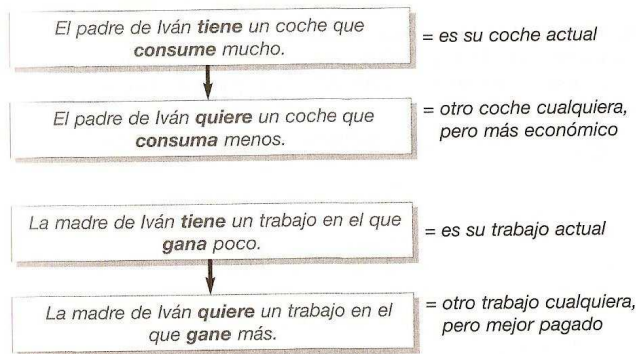 El padre de Iván tiene un coche que
consume mucho.
= es su coche actual
El padre de Iván quiere un coche que
consuma menos.
= otro coche cualquiera,
pero más económico
La madre de Iván tiene un trabajo en el que
gana poco.
= es su trabajo actual
La madre de Iván quiere un trabajo en el
que gane más.
= otro trabajo cualquiera,
pero mejor pagado